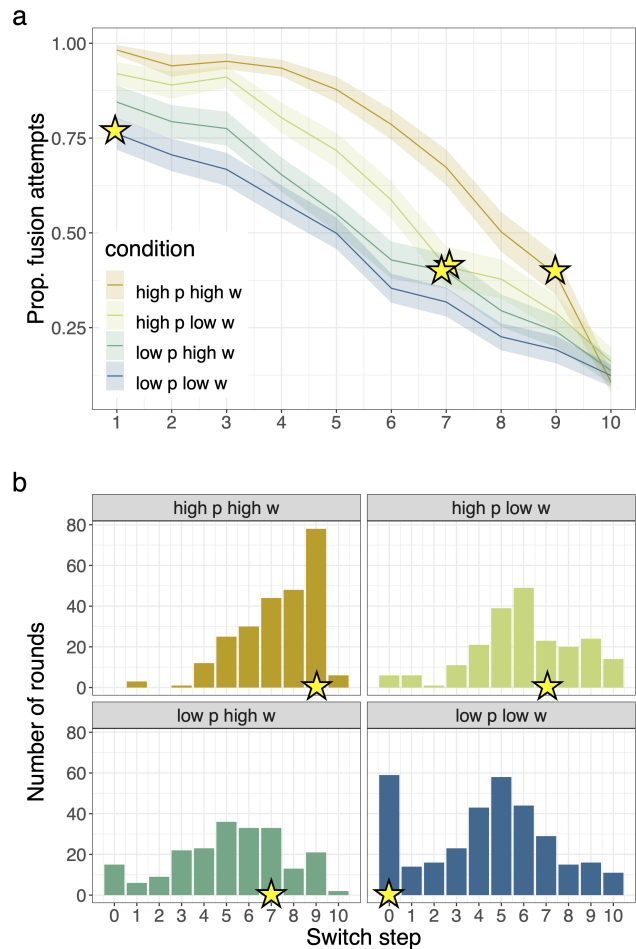 a
Prop. fusion attempts
1.00
0.75
0.50
0.25
condition
high p high w
high p low w
low p high w
low p low w
1 2 3 4 5 6 7 8 9 10
b
Number of rounds
high p high w high p low w
80
60
40
20
0
low p high w low p low w
80
60
40
20
0
0 1 2 3 4 5 6 7 8 9 10 0 1 2 3 4 5 6 7 8 9 10
Switch step